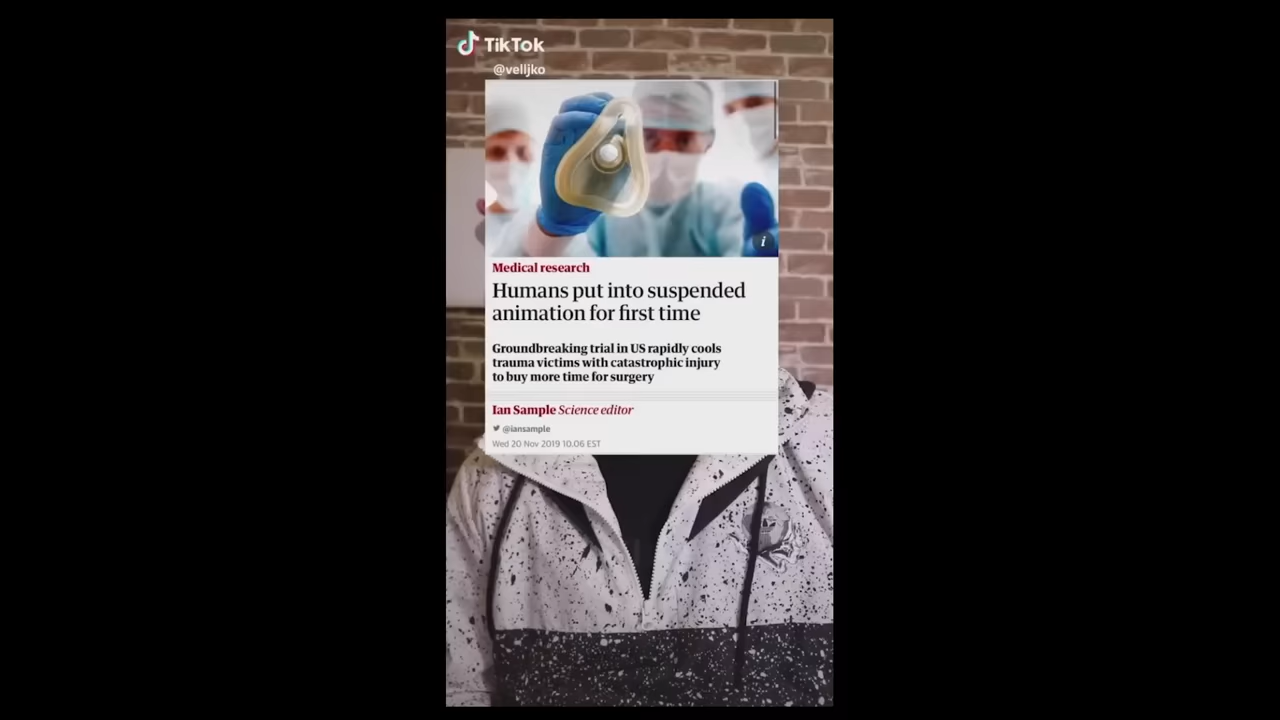 TikTok
@velljko
i
Medical research
Humans put into suspended
animation for first time
Groundbreaking trial in US rapidly cools
trauma victims with catastrophic injury
to buy more time for surgery
Ian Sample Science editor
@iansample
Wed 20 Nov 2019 10.06 EST